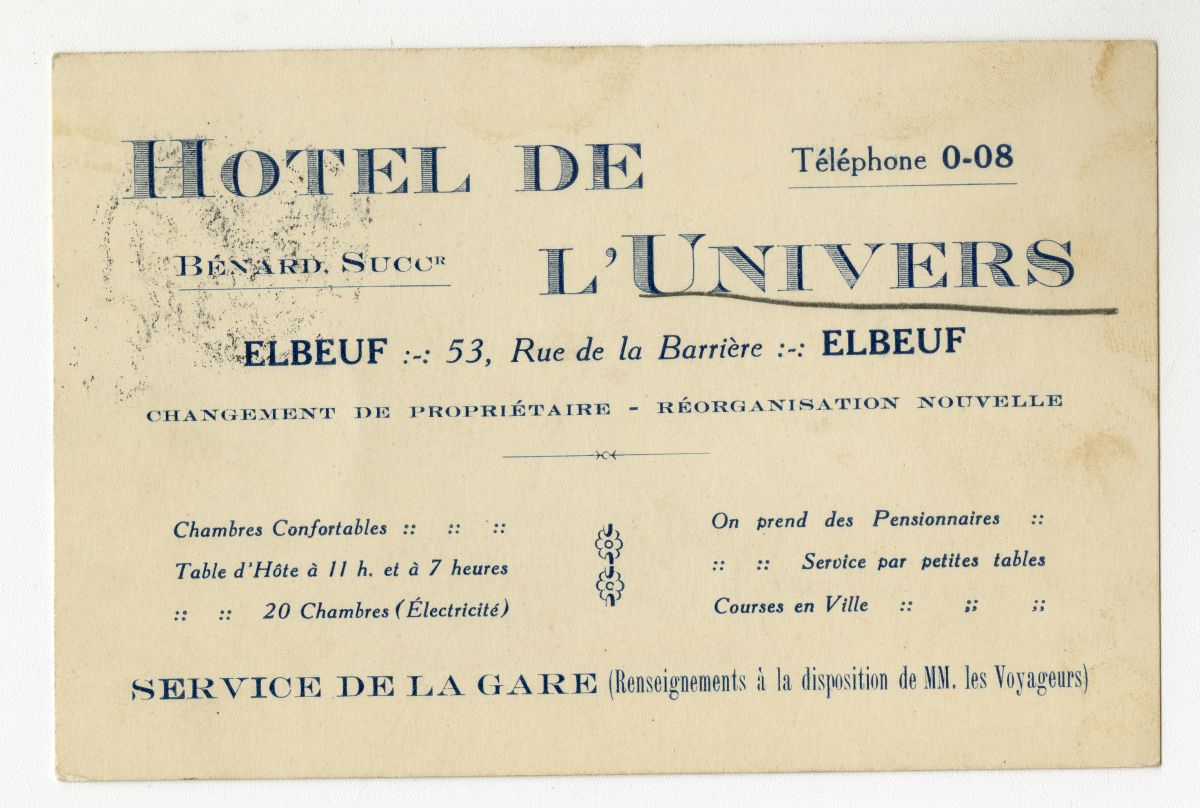 HOTEL DE
Téléphone 0-08
BÉNARD, SUCCR
L'UNIVERS
ELBEUF :-: 53, Rue de la Barrière :-: ELBEUF
CHANGEMENT DE PROPRIÉTAIRE - RÉORGANISATION NOUVELLE
Chambres Confortables :: :: ::
Table d'Hôte à 11 h. et à 7 heures
:: :: 20 Chambres (Électricité)
On prend des Pensionnaires ::
:: :: Service par petites tables
Courses en Ville :: ;: ;:
SERVICE DE LA GARE (Renseignements à la disposition de MM. les Voyageurs)